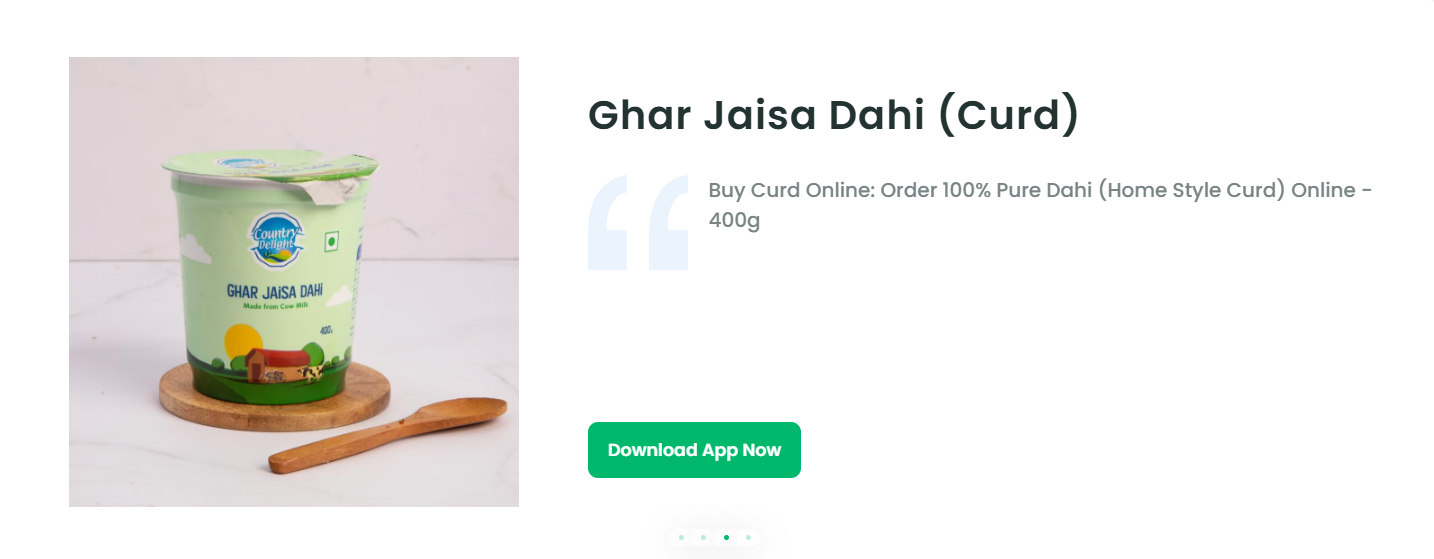 Ghar Jaisa Dahi (Curd)
Buy Curd Online: Order 100% Pure Dahi (Home Style Curd) Online -
400g
Country
Delight
GHAR JAISA DAHI
Made from Cow Milk
400g
Download App Now